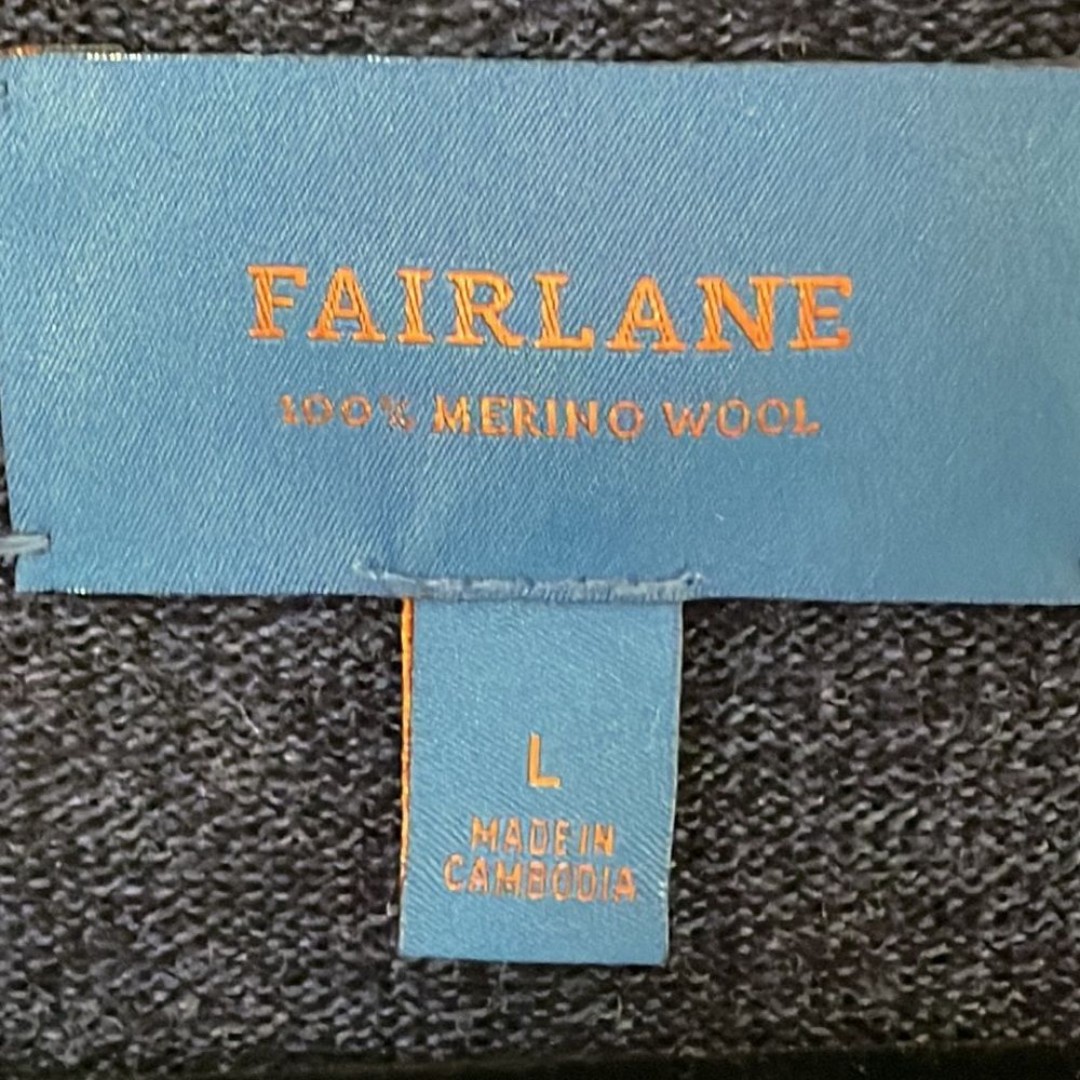 FAIRLANE
100% MERINO WOOL
L
MADE IN
CAMBODIA